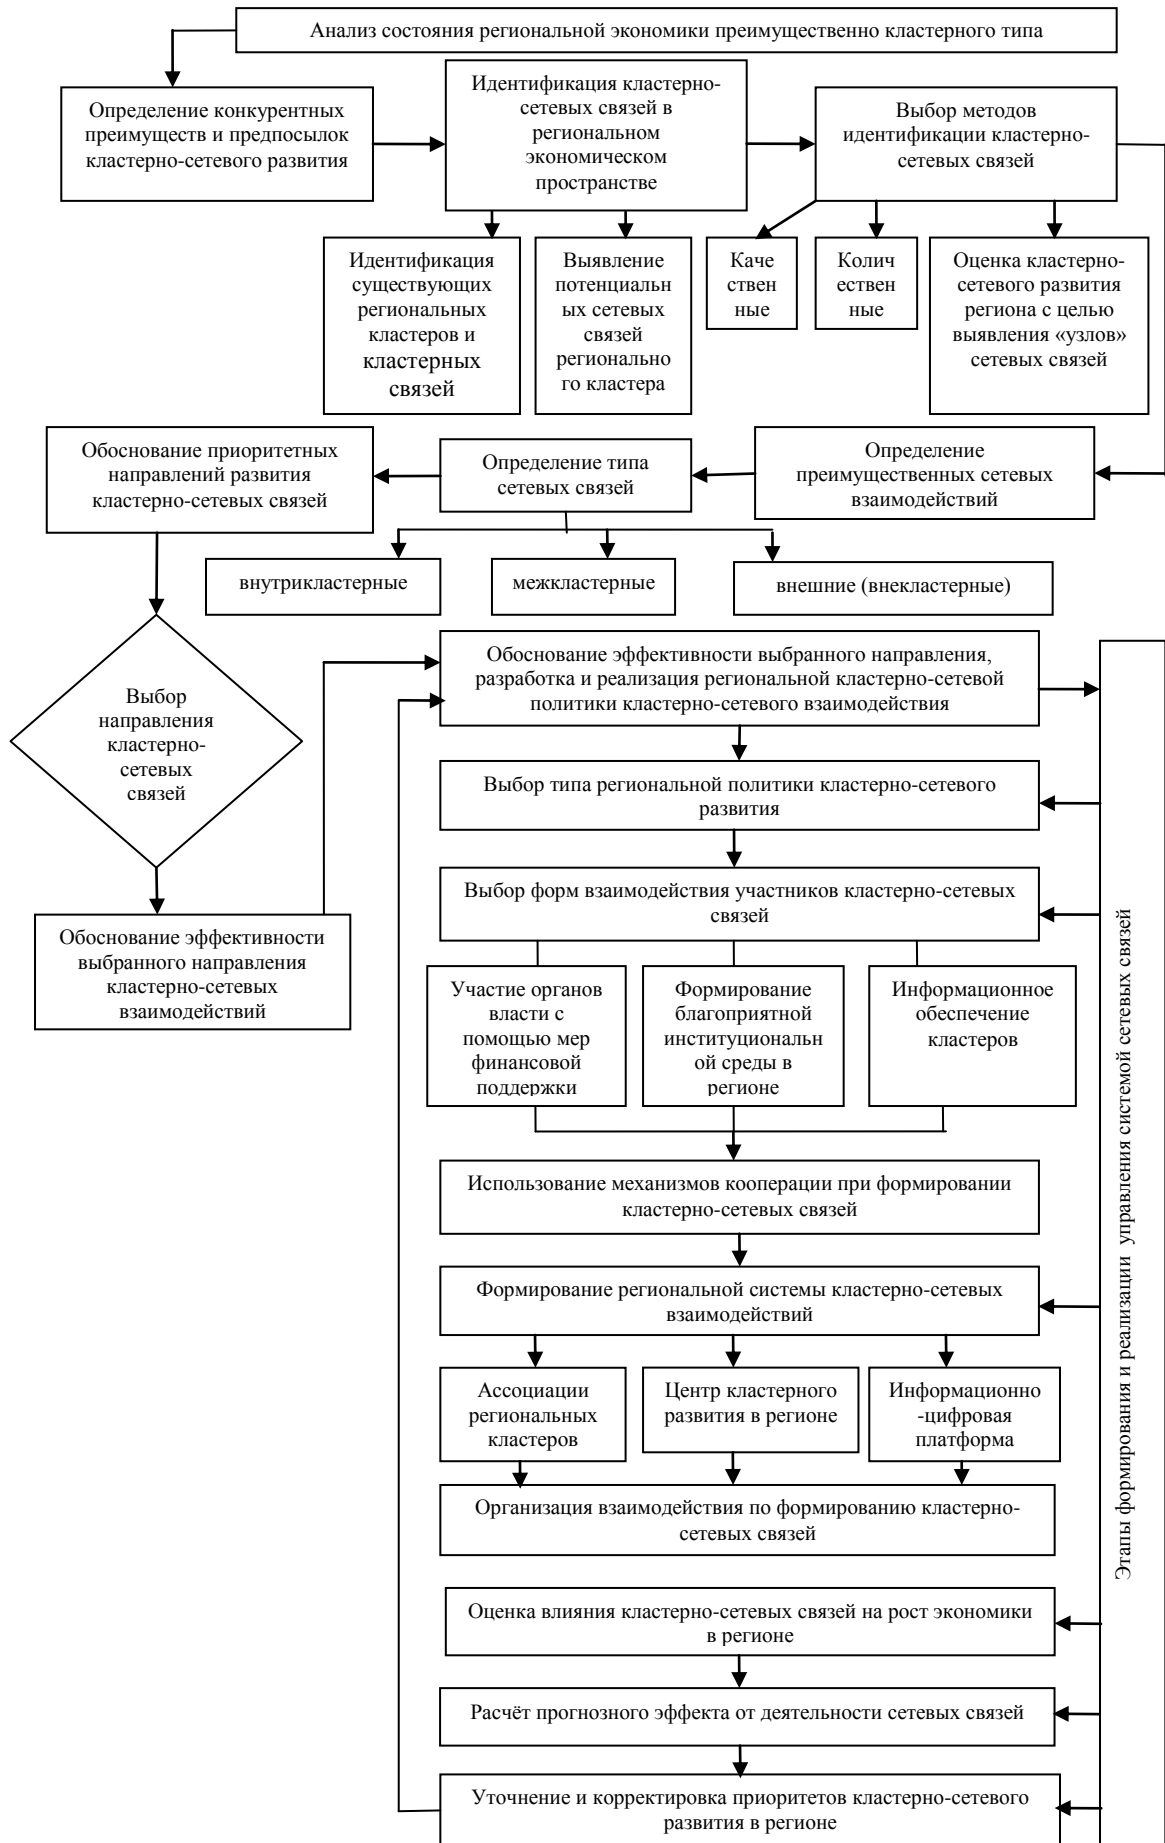 Анализ состояния региональной экономики преимущественно кластерного типа
Определение конкурентных
преимуществ и предпосылок
кластерно-сетевого развития
Идентификация кластерно-
сетевых связей в
региональном
экономическом
пространстве
Выбор методов
идентификации кластерно-
сетевых связей
Идентификация
существующих
региональных
кластеров и
кластерных
связей
Выявление
потенциальн
ых сетевых
связей
регионально
го кластера
Каче
ствен
ные
Колич
ествен
ные
Оценка кластерно-
сетевого развития
региона с целью
выявления «узлов»
сетевых связей
Обоснование приоритетных
направлений развития
кластерно-сетевых связей
Определение типа
сетевых связей
Определение
преимущественных сетевых
взаимодействий
внутрикластерные
межкластерные
внешние (внекластерные)
Выбор
направления
кластерно-
сетевых
связей
Обоснование эффективности выбранного направления,
разработка и реализация региональной кластерно-сетевой
политики кластерно-сетевого взаимодействия
Выбор типа региональной политики кластерно-сетевого
развития
Выбор форм взаимодействия участников кластерно-сетевых
связей
Обоснование эффективности
выбранного направления
кластерно-сетевых
взаимодействий
Участие органов
власти с
помощью мер
финансовой
поддержки
Формирование
благоприятной
институциональн
ой среды в
регионе
Информационное
обеспечение
кластеров
Использование механизмов кооперации при формировании
кластерно-сетевых связей
Формирование региональной системы кластерно-сетевых
взаимодействий
Ассоциации
региональных
кластеров
Центр кластерного
развития в регионе
Информационно
-цифровая
платформа
Организация взаимодействия по формированию кластерно-
сетевых связей
Оценка влияния кластерно-сетевых связей на рост экономики
в регионе
Расчёт прогнозного эффекта от деятельности сетевых связей
Уточнение и корректировка приоритетов кластерно-сетевого
развития в регионе
Этапы формирования и реализации управления системой сетевых связей